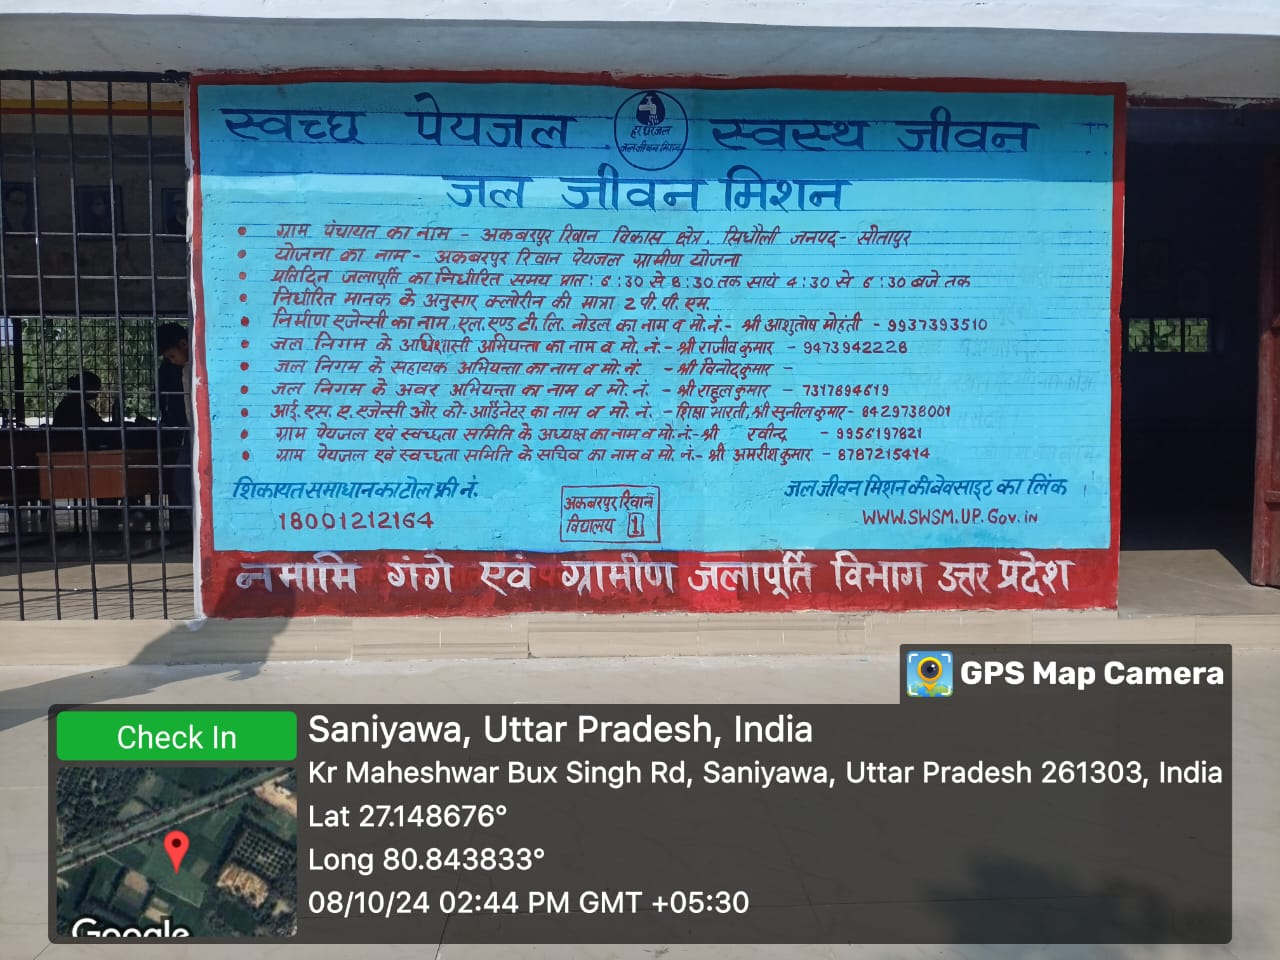 स्वच्छ पेयजल
हर घर जल
जल जीवन मिशन
स्वस्थ जीवन
जल जीवन मिशन
• ग्राम पंचायत का नाम - अकबरपुर रिवान विकास क्षेत्र, सिधौली जनपद- सीतापुर
• योजना का नाम- अकबरपुर रिवान पेयजल ग्रामीण योजना
• प्रतिदिन जलापूर्ति का निर्धारित समय प्रात: 6:30 से 8:30 तक सायं 4:30 से 6:30 बजे तक
• निर्धारित मानक के अनुसार क्लोरीन की मात्रा 2 पी. पी. एम.
• निर्माण एजेन्सी का नाम, एल. एण्ड टी. लि. नोडल का नाम व मो. नं.- श्री आशुतोष मोहंती - 9937393510
• जल निगम के अधिशासी अभियन्ता का नाम व मो. नं.- श्री राजीव कुमार - 9473942228
• जल निगम के सहायक अभियन्ता का नाम व मो. नं. - श्री विनोद कुमार -
• जल निगम के अवर अभियन्ता का नाम व मो. नं. - श्री राहुल कुमार - 7317894619
• आई. एस. ए. एजेन्सी और को-आर्डिनेटर का नाम व मो. नं. - शिक्षा भारती, श्री सुनील कुमार- 8429738001
• ग्राम पेयजल एवं स्वच्छता समिति के अध्यक्ष का नाम व मो. नं.- श्री रवीन्द्र - 9956197821
• ग्राम पेयजल एवं स्वच्छता समिति के सचिव का नाम व मो. नं.- श्री अमरीश कुमार - 8787215414
शिकायत समाधान का टोल फ्री नं.
18001212164
अकबरपुर रिवान
विद्यालय 1
जल जीवन मिशन की बेवसाइट का लिंक
WWW.SWSM.UP.Gov.iN
नमामि गंगे एवं ग्रामीण जलापूर्ति विभाग उत्तर प्रदेश
GPS Map Camera
Check In
Saniyawa, Uttar Pradesh, India
Kr Maheshwar Bux Singh Rd, Saniyawa, Uttar Pradesh 261303, India
Lat 27.148676°
Long 80.843833°
08/10/24 02:44 PM GMT +05:30
Google